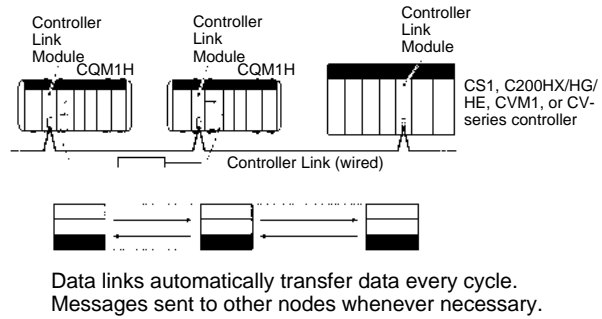 Controller
Link
Module
CQM1H
Controller
Link
Module
CQM1H
Controller
Link
Module
CS1, C200HX/HG/
HE, CVM1, or CV-
series controller
Controller Link (wired)
Data links automatically transfer data every cycle.
Messages sent to other nodes whenever necessary.